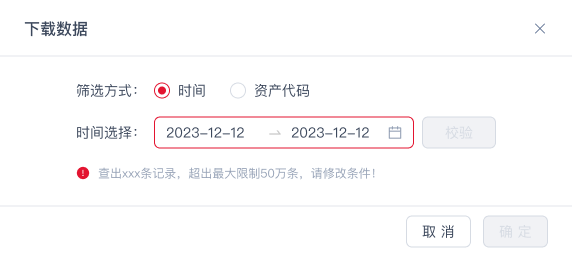 下载数据
筛选方式： 时间 资产代码
时间选择： 2023-12-12 → 2023-12-12 校验
查出xxx条记录，超出最大限制50万条，请修改条件！
取 消 确 定